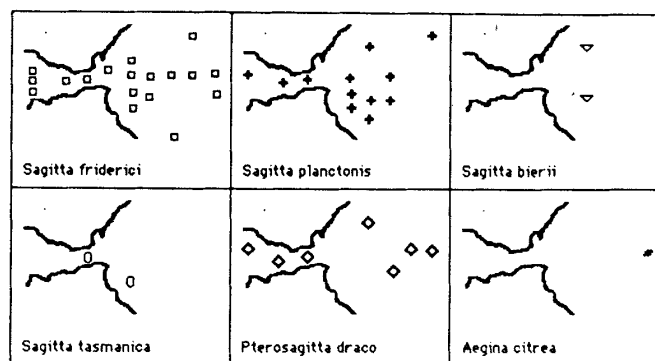 Sagitta friderici
Sagitta planctonis
Sagitta bierii
Sagitta tasmanica
Pterosagitta draco
Aegina citrea